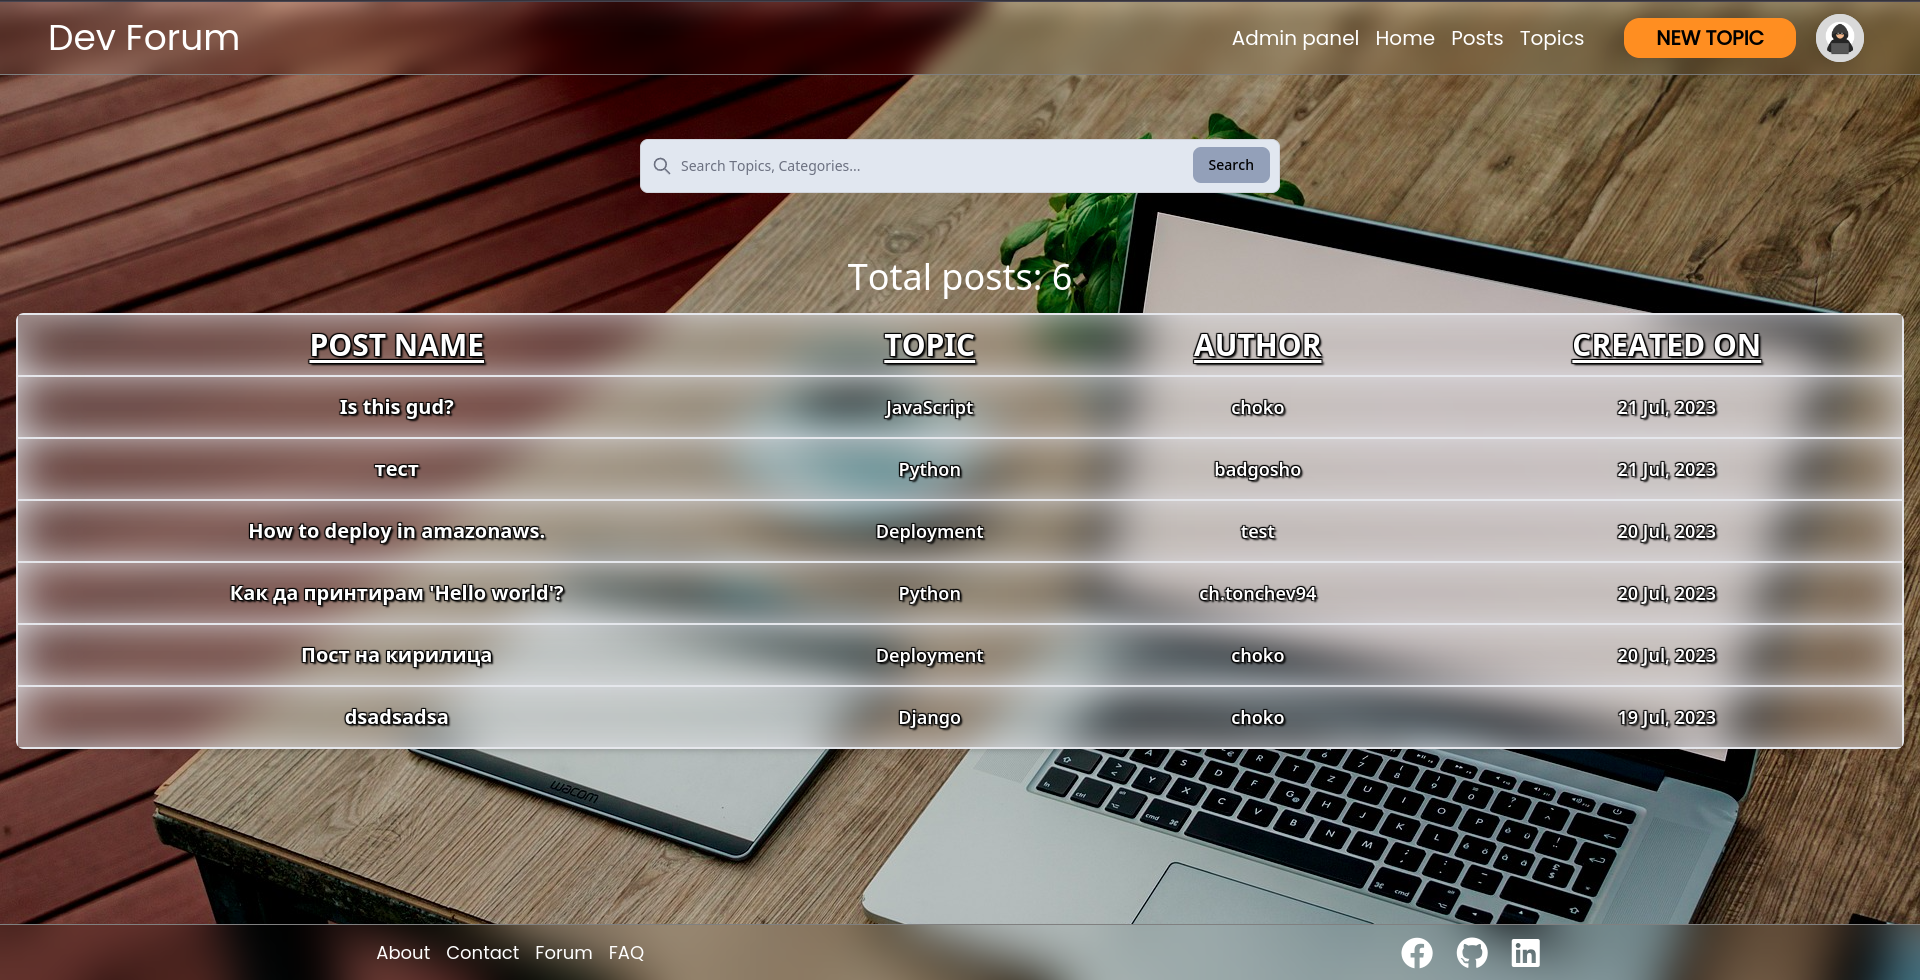 Dev Forum
Admin panel Home Posts Topics NEW TOPIC
Search Topics, Categories... Search
Total posts: 6
POST NAME TOPIC AUTHOR CREATED ON
Is this gud? JavaScript choko 21 Jul, 2023
тест Python badgosho 21 Jul, 2023
How to deploy in amazonaws. Deployment test 20 Jul, 2023
Как да принтирам 'Hello world'? Python ch.tonchev94 20 Jul, 2023
Пост на кирилица Deployment choko 20 Jul, 2023
dsadsadsa Django choko 19 Jul, 2023
wacom
About Contact Forum FAQ